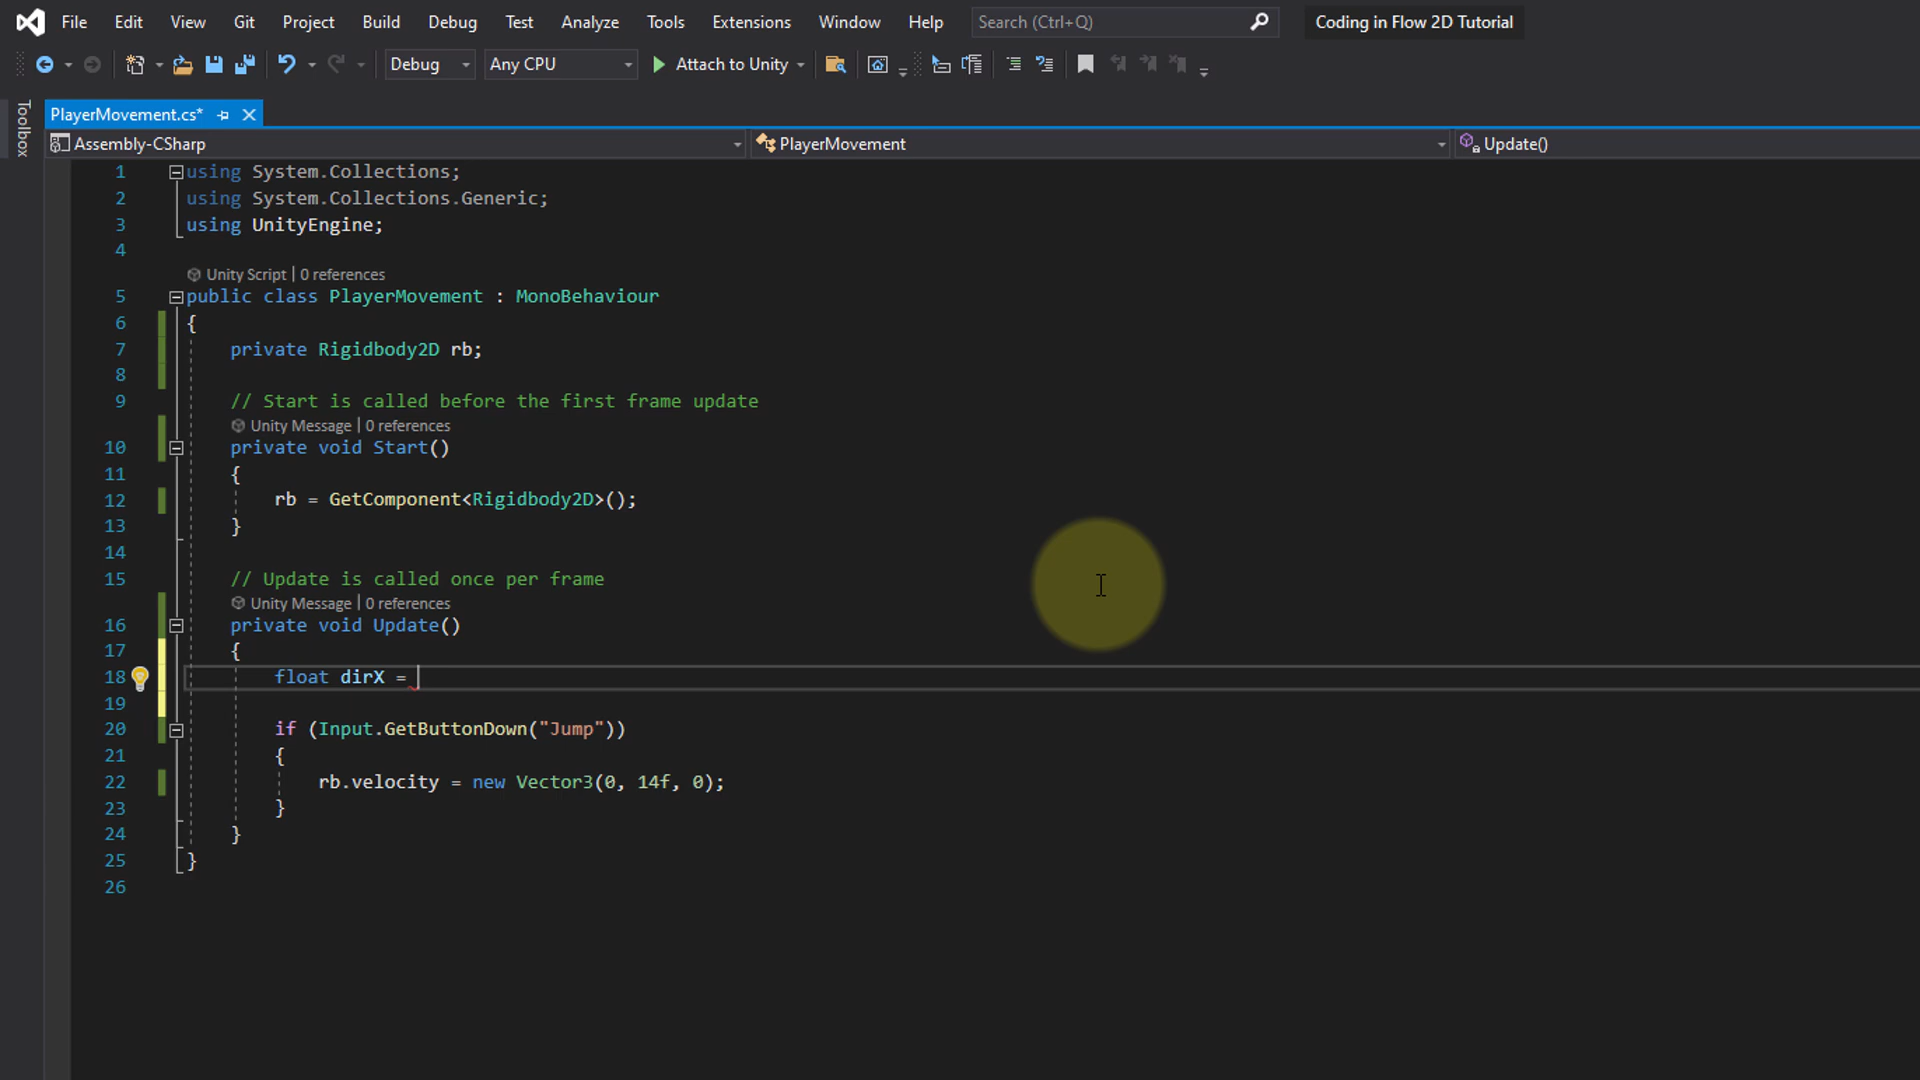 File Edit View Git Project Build Debug Test Analyze Tools Extensions Window Help Search (Ctrl+Q) Coding in Flow 2D Tutorial
Debug Any CPU Attach to Unity
Toolbox
PlayerMovement.cs*
Assembly-CSharp PlayerMovement Update()
1 using System.Collections;
2 using System.Collections.Generic;
3 using UnityEngine;
4
Unity Script | 0 references
5 public class PlayerMovement : MonoBehaviour
6 {
7 private Rigidbody2D rb;
8
9 // Start is called before the first frame update
Unity Message | 0 references
10 private void Start()
11 {
12 rb = GetComponent<Rigidbody2D>();
13 }
14
15 // Update is called once per frame
Unity Message | 0 references
16 private void Update()
17 {
18 float dirX =
19
20 if (Input.GetButtonDown("Jump"))
21 {
22 rb.velocity = new Vector3(0, 14f, 0);
23 }
24 }
25 }
26